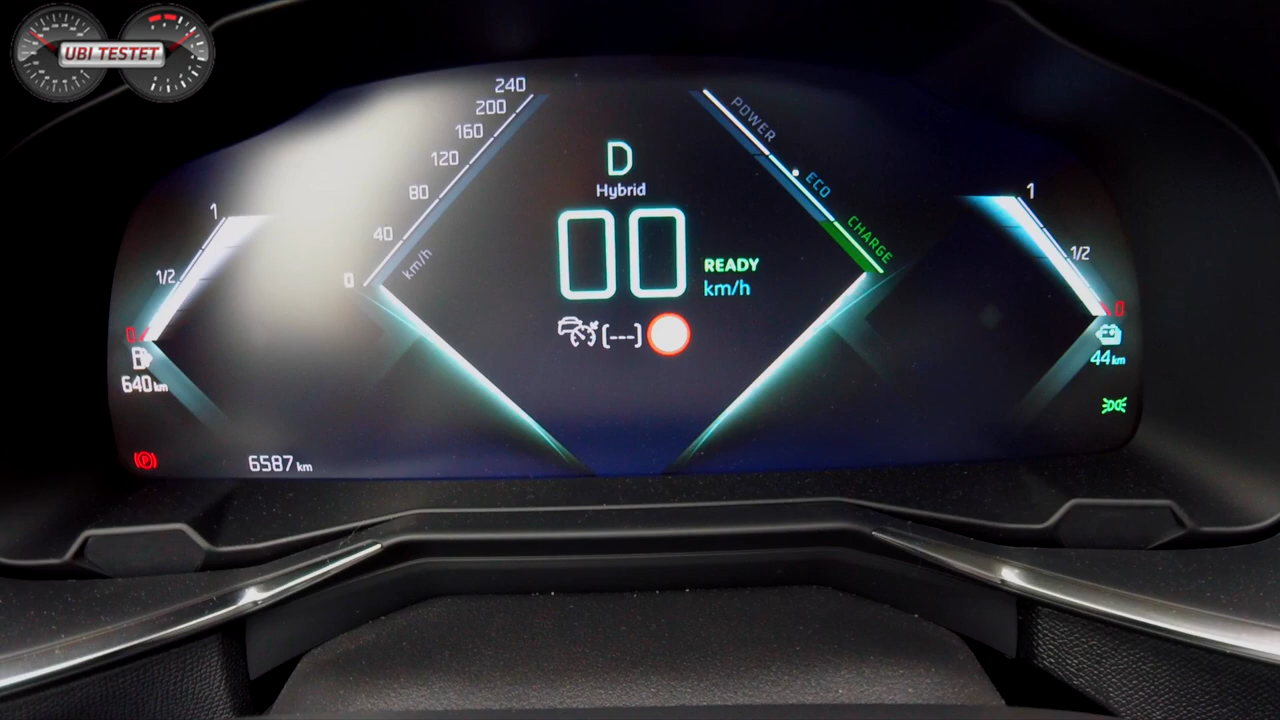 UBI TESTET
240
200
160
120
80
40
0
km/h
D
Hybrid
00
READY
km/h
[---]
POWER
ECO
CHARGE
1
1/2
0
640 km
P
6587 km
1
1/2
0
44 km